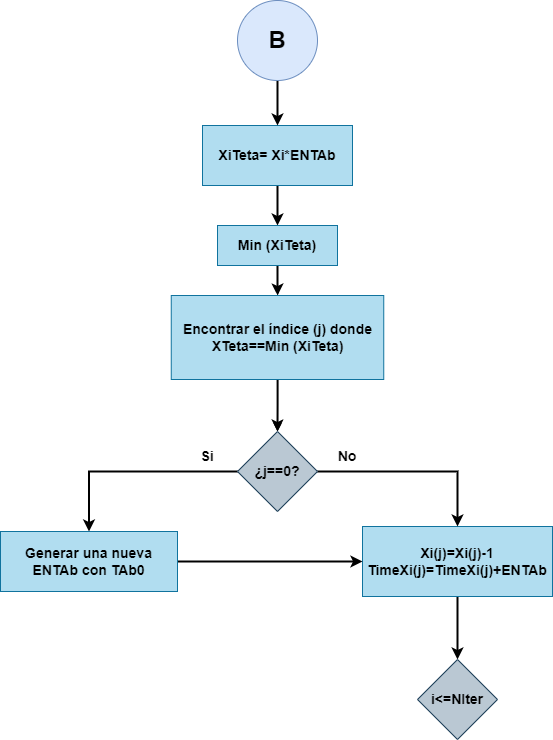 B
XiTeta= Xi*ENTAb
Min (XiTeta)
Encontrar el índice (j) donde
XTeta==Min (XiTeta)
¿j==0?
Si
No
Generar una nueva
ENTAb con TAb0
Xi(j)=Xi(j)-1
TimeXi(j)=TimeXi(j)+ENTAb
i<=NIter